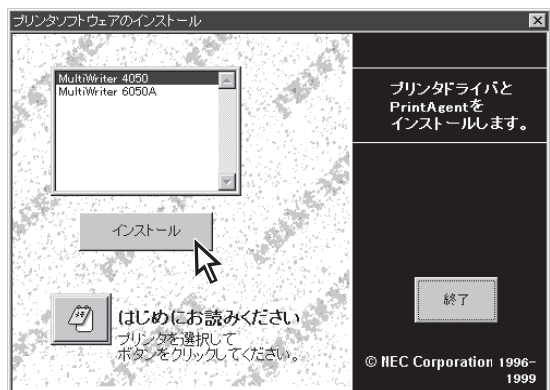 プリンタソフトウェアのインストール
MultiWriter 4050
MultiWriter 6050A
インストール
はじめにお読みください
プリンタを選択して
ボタンをクリックしてください。
プリンタドライバと
PrintAgentを
インストールします。
終了
© NEC Corporation 1996-
1999